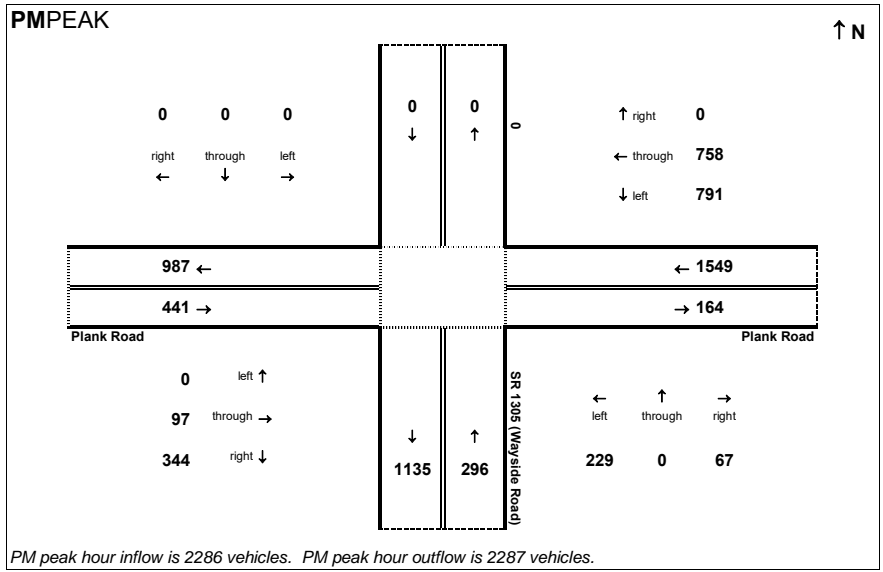 PMPEAK
↑ N
0 0 0
right through left
← ↓ →
0 0
↓ ↑
0
↑ right 0
← through 758
↓ left 791
987 ←
441 →
← 1549
→ 164
Plank Road
Plank Road
0 left ↑
97 through →
344 right ↓
↓ ↑
1135 296
SR 1305 (Wayside Road)
← ↑ →
left through right
229 0 67
PM peak hour inflow is 2286 vehicles. PM peak hour outflow is 2287 vehicles.